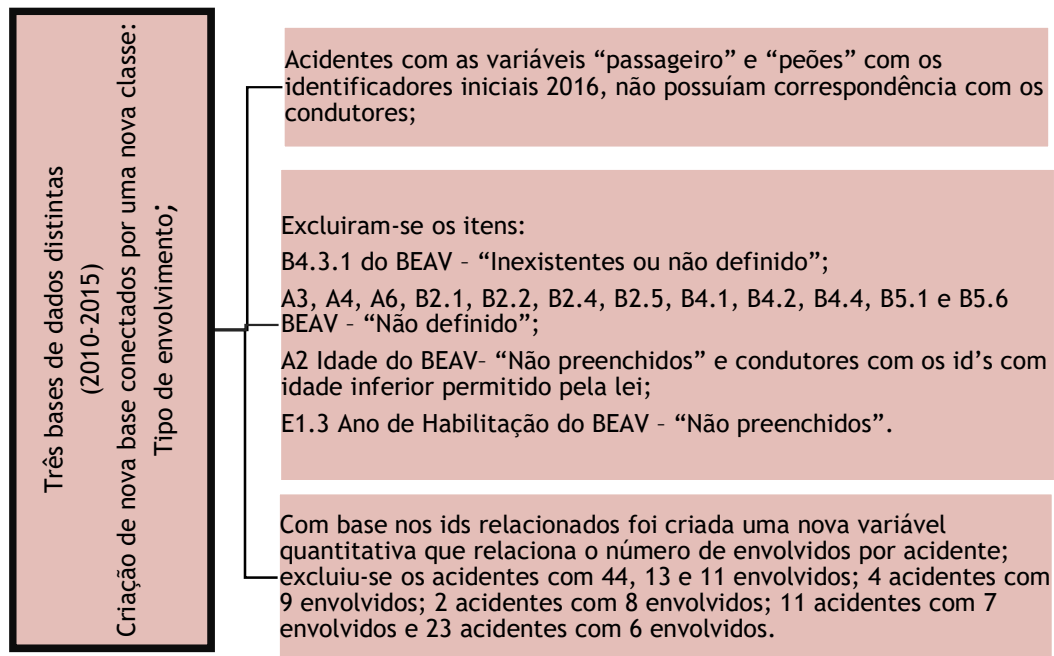 Três bases de dados distintas
(2010-2015)
Criação de nova base conectados por uma nova classe:
Tipo de envolvimento;
Acidentes com as variáveis “passageiro” e “peões” com os
identificadores iniciais 2016, não possuíam correspondência com os
condutores;
Excluiram-se os itens:
B4.3.1 do BEAV – “Inexistentes ou não definido”;
A3, A4, A6, B2.1, B2.2, B2.4, B2.5, B4.1, B4.2, B4.4, B5.1 e B5.6
BEAV – “Não definido”;
A2 Idade do BEAV– “Não preenchidos” e condutores com os id’s com
idade inferior permitido pela lei;
E1.3 Ano de Habilitação do BEAV – “Não preenchidos”.
Com base nos ids relacionados foi criada uma nova variável
quantitativa que relaciona o número de envolvidos por acidente;
excluiu-se os acidentes com 44, 13 e 11 envolvidos; 4 acidentes com
9 envolvidos; 2 acidentes com 8 envolvidos; 11 acidentes com 7
envolvidos e 23 acidentes com 6 envolvidos.